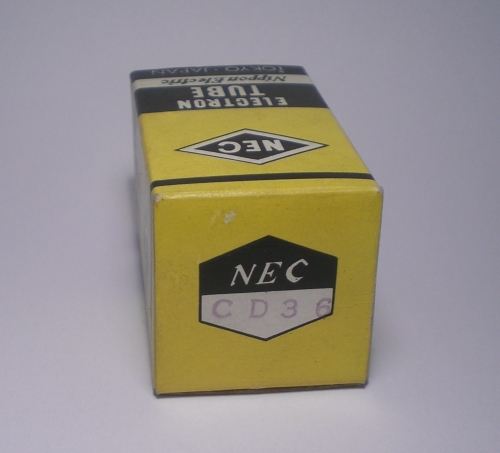 TOKYO · JAPAN
Nippon Electric
ELECTRON
TUBE
NEC
NEC
CD36